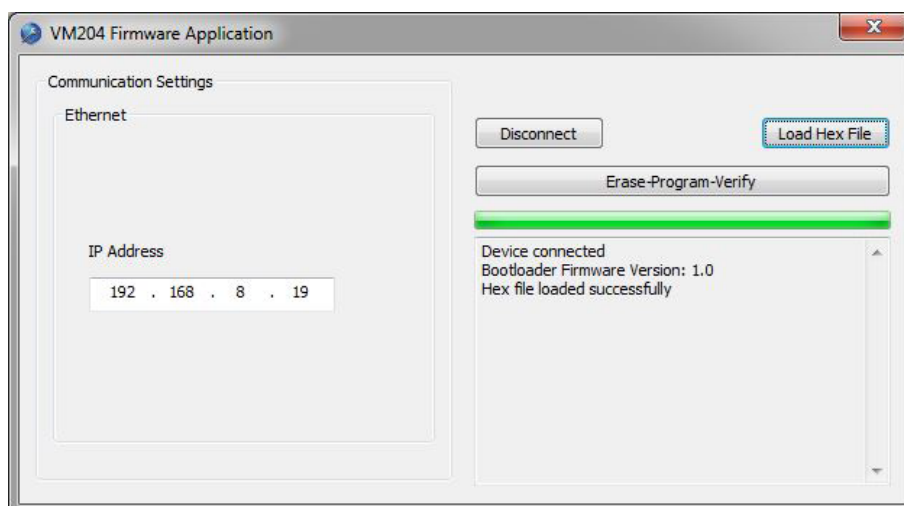 VM204 Firmware Application
Communication Settings
Ethernet
IP Address
192 . 168 . 8 . 19
Disconnect
Load Hex File
Erase-Program-Verify
Device connected
Bootloader Firmware Version: 1.0
Hex file loaded successfully